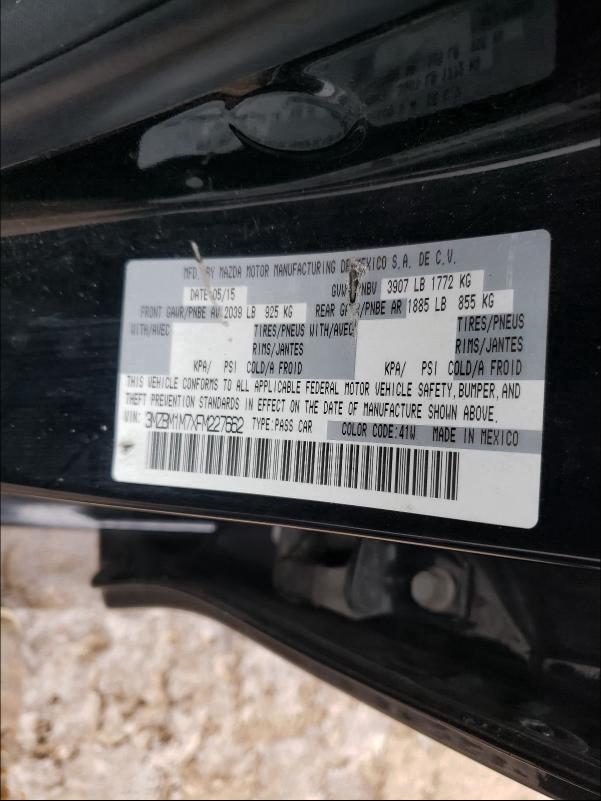 MFD. BY MAZDA MOTOR MANUFACTURING DE MEXICO S.A. DE C.V.
DATE:05/15 GVWR/PNBV 3907 LB 1772 KG
FRONT GAWR/PNBE AV 2039 LB 925 KG REAR GAWR/PNBE AR 1885 LB 855 KG
WITH/AVEC TIRES/PNEUS WITH/AVEC TIRES/PNEUS
RIMS/JANTES RIMS/JANTES
KPA/ PSI COLD/A FROID KPA/ PSI COLD/A FROID
THIS VEHICLE CONFORMS TO ALL APPLICABLE FEDERAL MOTOR VEHICLE SAFETY, BUMPER, AND
THEFT PREVENTION STANDARDS IN EFFECT ON THE DATE OF MANUFACTURE SHOWN ABOVE.
VIN: 3MZBM1M7XFM227662 TYPE:PASS CAR COLOR CODE:41W MADE IN MEXICO